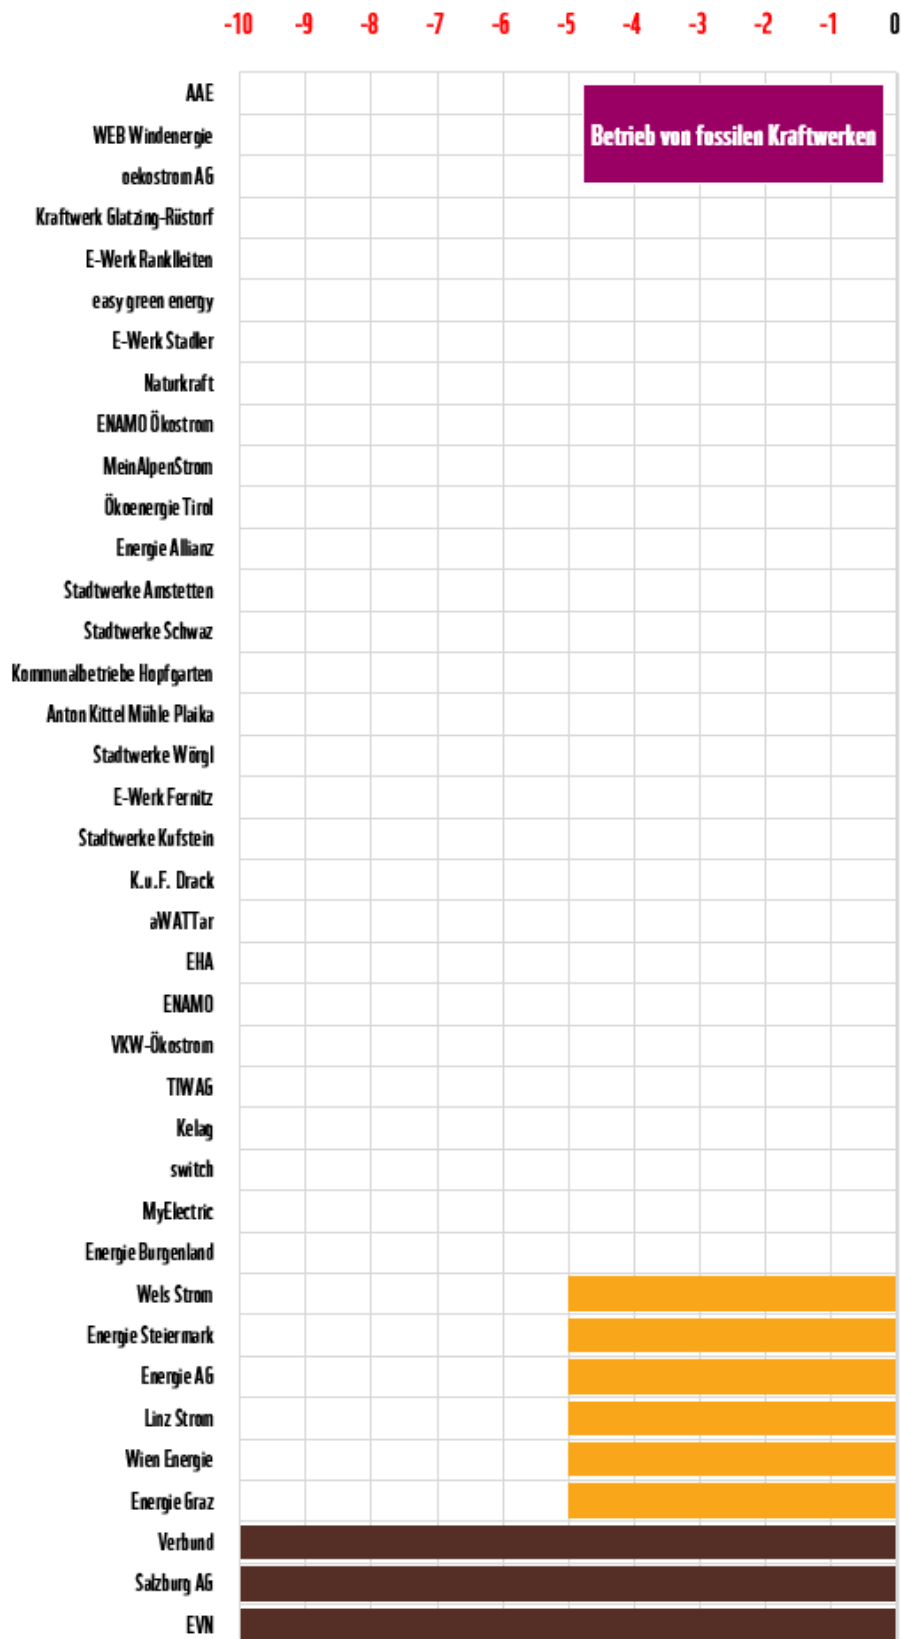 -10 -9 -8 -7 -6 -5 -4 -3 -2 -1 0
Betrieb von fossilen Kraftwerken
AAE
WEB Windenergie
oekostrom AG
Kraftwerk Glatzing-Rüstorf
E-Werk Ranklleiten
easy green energy
E-Werk Stadler
Naturkraft
ENAMO Ökostrom
MeinAlpenStrom
Ökoenergie Tirol
Energie Allianz
Stadtwerke Amstetten
Stadtwerke Schwaz
Kommunalbetriebe Hopfgarten
Anton Kittel Mühle Plaika
Stadtwerke Wörgl
E-Werk Fernitz
Stadtwerke Kufstein
K.u.F. Drack
aWATTar
EHA
ENAMO
VKW-Ökostrom
TIWAG
Kelag
switch
MyElectric
Energie Burgenland
Wels Strom
Energie Steiermark
Energie AG
Linz Strom
Wien Energie
Energie Graz
Verbund
Salzburg AG
EVN